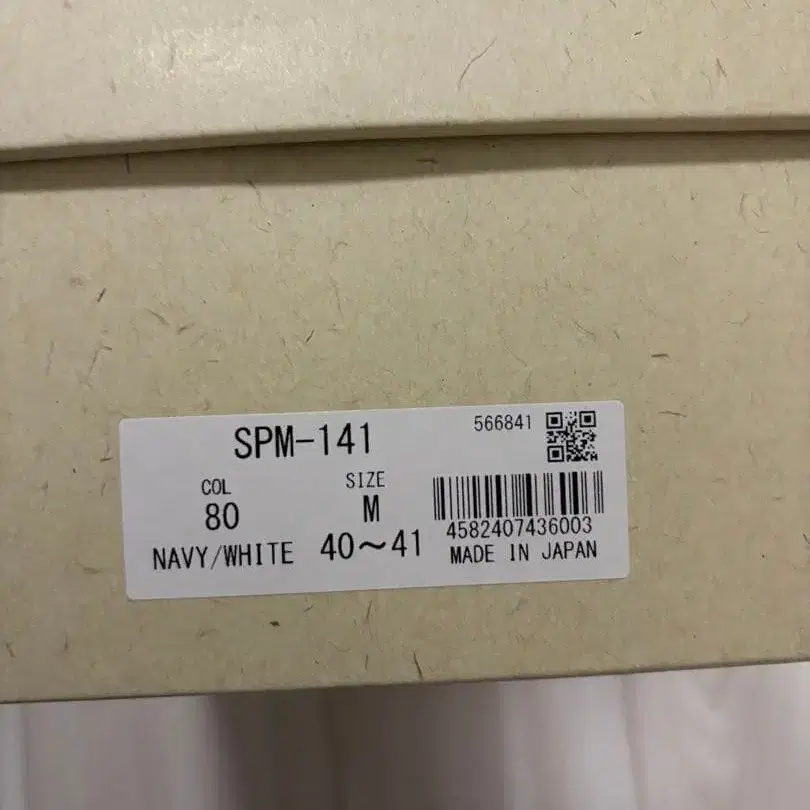 SPM-141
566841
COL
80
NAVY/WHITE
SIZE
M
40～41
4582407436003
MADE IN JAPAN